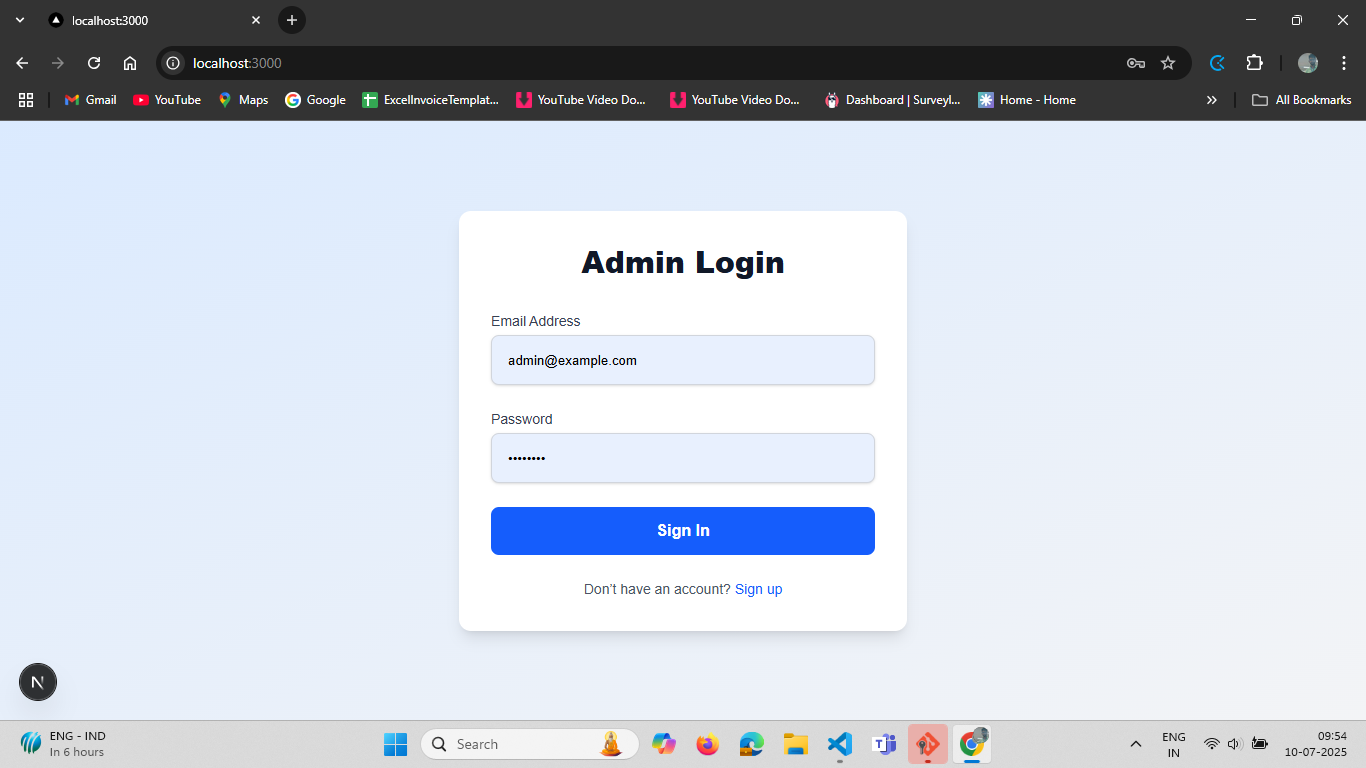 localhost:3000
localhost:3000
Gmail YouTube Maps Google ExcelInvoiceTemplat... YouTube Video Do... YouTube Video Do... Dashboard | Surveyl... Home - Home All Bookmarks
Admin Login
Email Address
admin@example.com
Password
••••••••
Sign In
Don't have an account? Sign up
N
ENG - IND
In 6 hours
Search
ENG
IN
09:54
10-07-2025